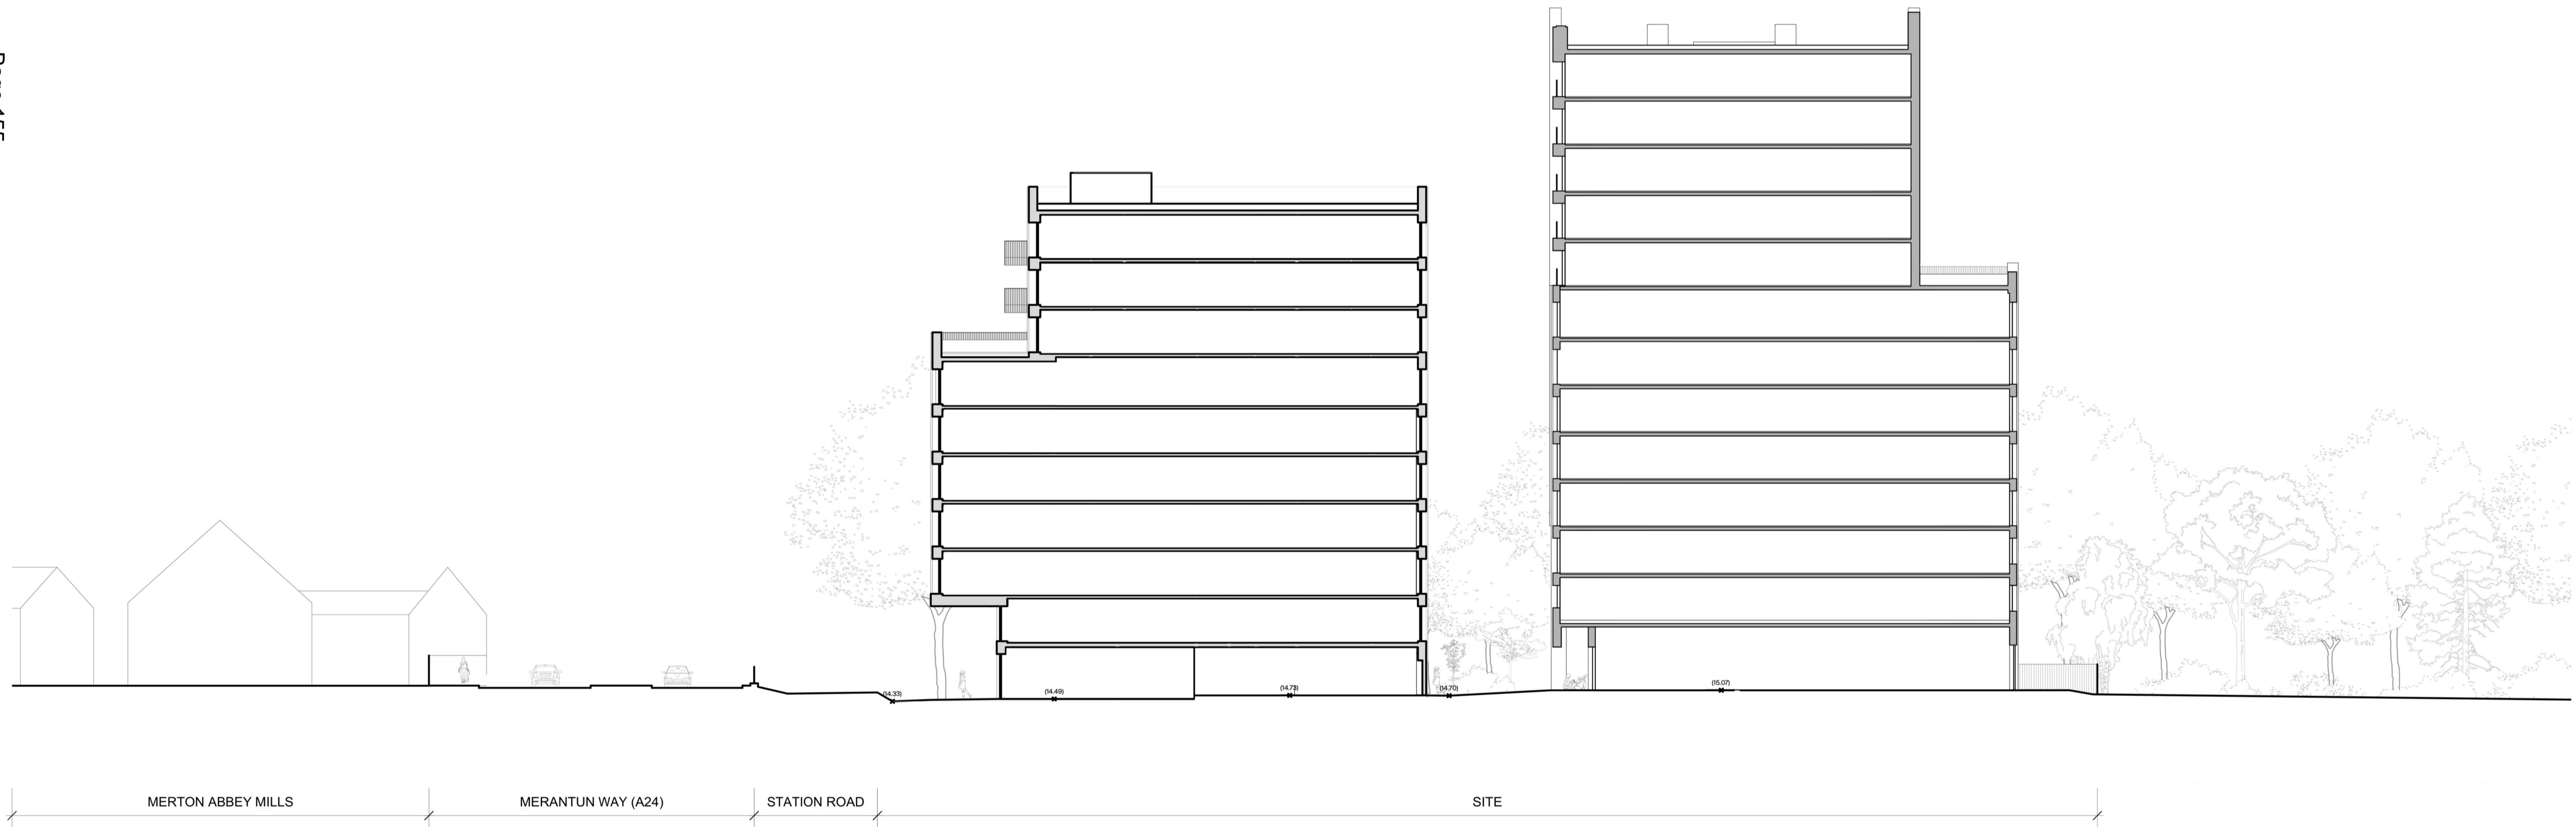 (14.33)
(14.49)
(14.73)
(14.70)
(15.07)
MERTON ABBEY MILLS
MERANTUN WAY (A24)
STATION ROAD
SITE